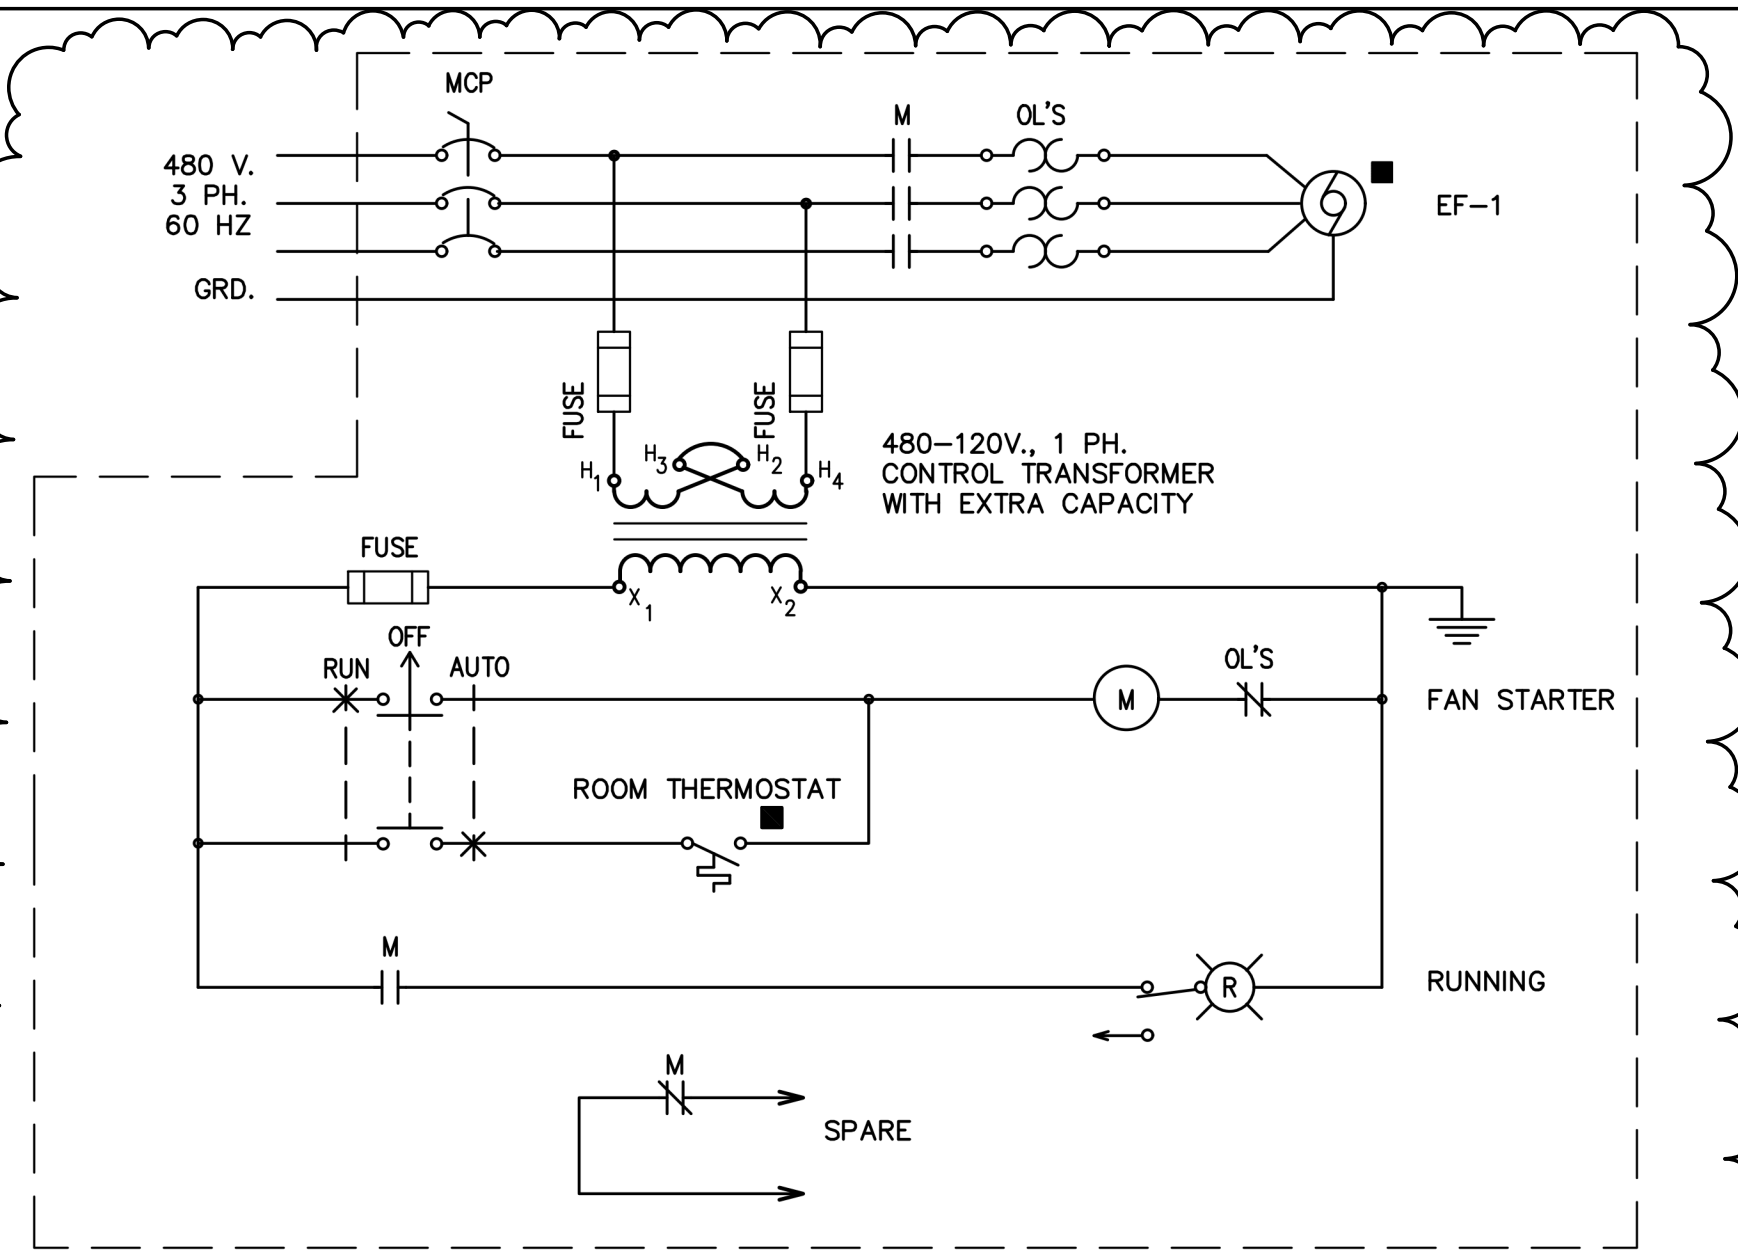 MCP
M
OL'S
480 V.
3 PH.
60 HZ
EF-1
GRD.
FUSE
FUSE
H1
H3
H2
H4
480-120V., 1 PH.
CONTROL TRANSFORMER
WITH EXTRA CAPACITY
FUSE
X1
X2
OFF
RUN
AUTO
OL'S
M
FAN STARTER
ROOM THERMOSTAT
M
R
RUNNING
M
SPARE